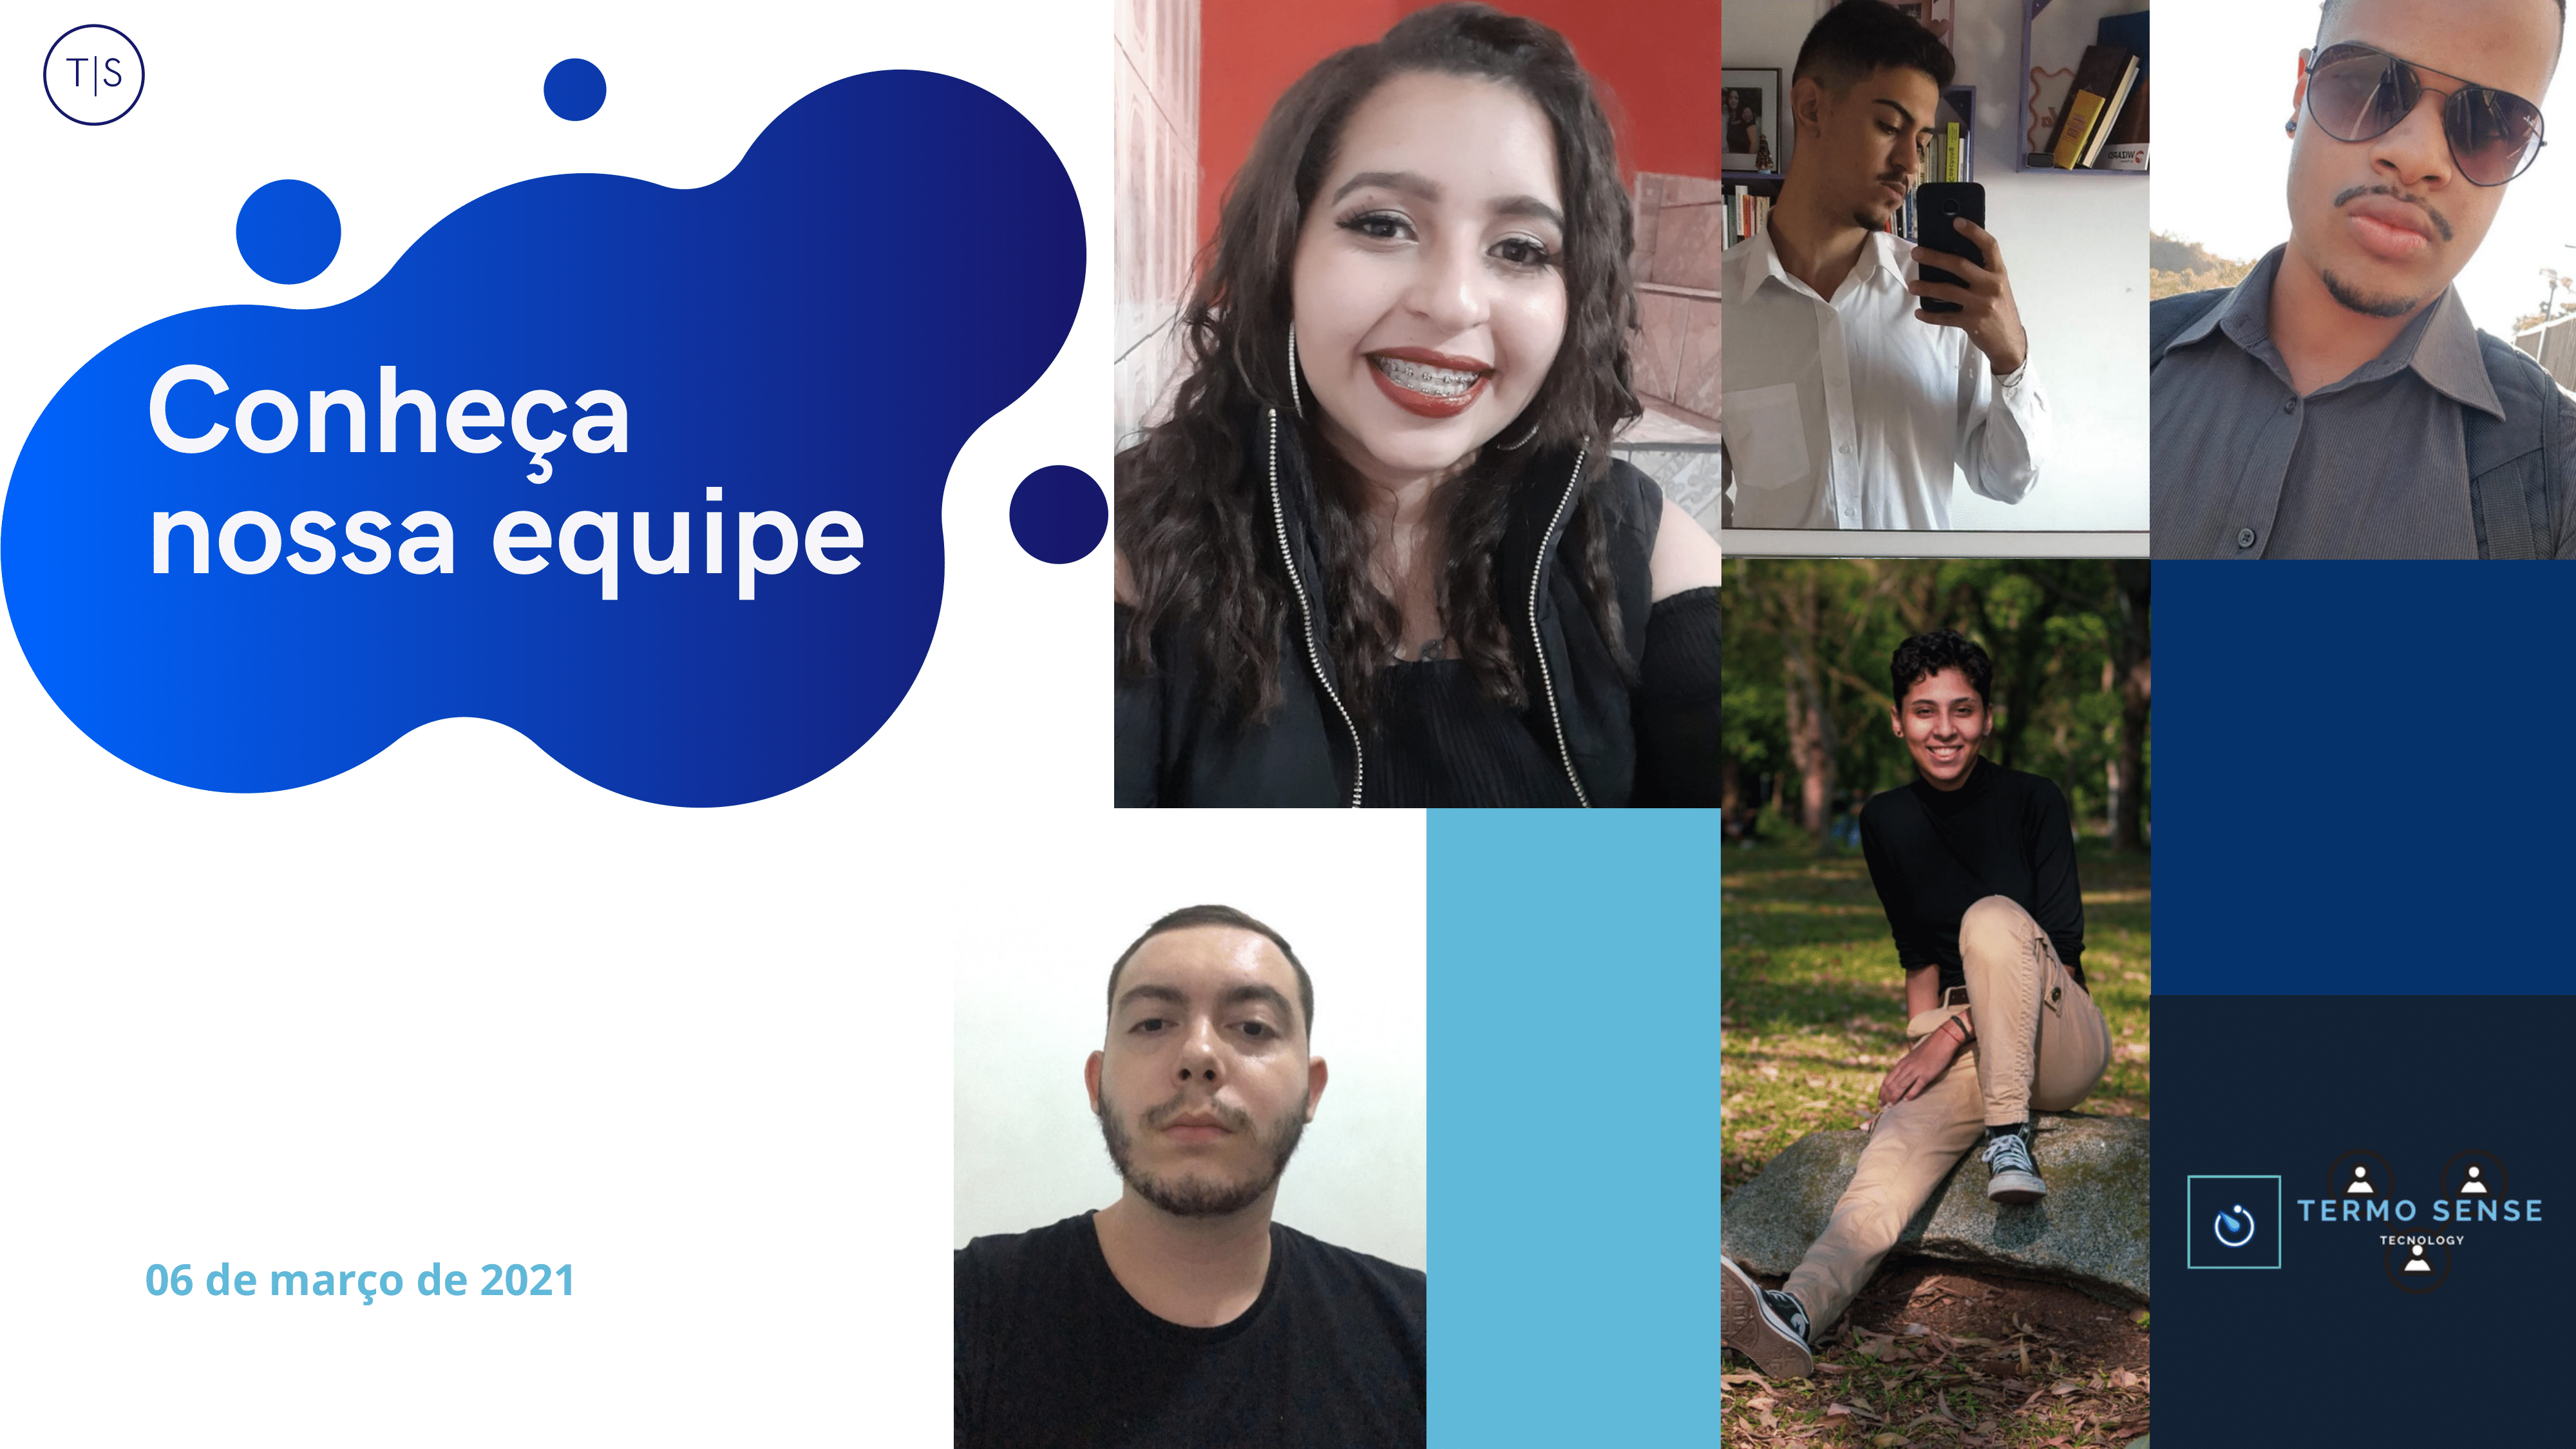 T|S
Conheça
nossa equipe
06 de março de 2021
TERMO SENSE
TECNOLOGY